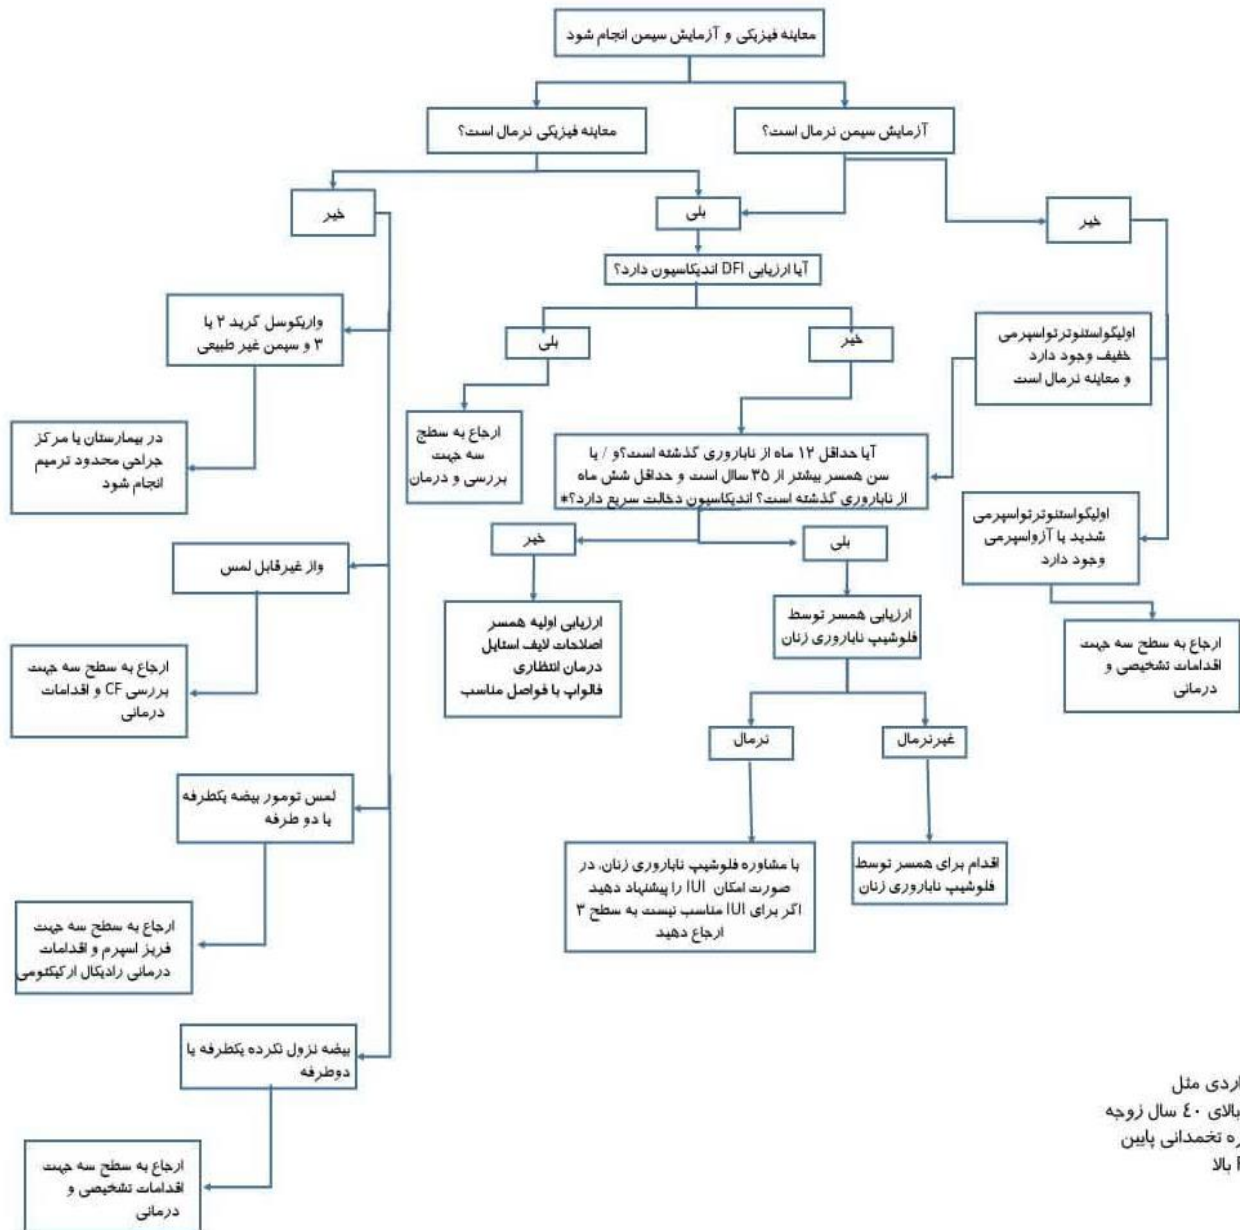 معاینه فیزیکی و آزمایش سیمن انجام شود
آزمایش سیمن نرمال است؟
معاینه فیزیکی نرمال است؟
خیر
بلی
خیر
آیا ارزیابی DFI اندیکاسیون دارد؟
واریکوسل گرید ۲ یا
۳ و سیمن غیر طبیعی
اولیگواستنوترتواسپرمی
خفیف وجود دارد
و معاینه نرمال است
خیر
بلی
در بیمارستان یا مرکز
جراحی محدود ترمیم
انجام شود
ارجاع به سطح
سه جهت
بررسی و درمان
آیا حداقل ۱۲ ماه از ناباروری گذشته است؟و / یا
سن همسر بیشتر از ۳۵ سال است و حداقل شش ماه
از ناباروری گذشته است؟ اندیکاسیون دخالت سریع دارد؟*
اولیگواستنوترتواسپرمی
شدید یا آزواسپرمی
وجود دارد
خیر
بلی
واز غیرقابل لمس
ارزیابی اولیه همسر
اصلاحات لایف استایل
درمان انتظاری
فالواپ با فواصل مناسب
ارزیابی همسر توسط
فلوشیپ ناباروری زنان
ارجاع به سطح سه جهت
اقدامات تشخیصی و
درمانی
ارجاع به سطح سه جهت
بررسی CF و اقدامات
درمانی
نرمال
غیرنرمال
لمس تومور بیضه یکطرفه
یا دو طرفه
با مشاوره فلوشیپ ناباروری زنان، در
صورت امکان IUI را پیشنهاد دهید
اگر برای IUI مناسب نیست به سطح ۳
ارجاع دهید
اقدام برای همسر توسط
فلوشیپ ناباروری زنان
ارجاع به سطح سه جهت
فریز اسپرم و اقدامات
درمانی رادیکال ارکیکتومی
بیضه نزول نکرده یکطرفه یا
دوطرفه
ارجاع به سطح سه جهت
اقدامات تشخیصی و
درمانی
مثل
بالای ٤۰ سال زوجه
تخمدانی پایین
بالا